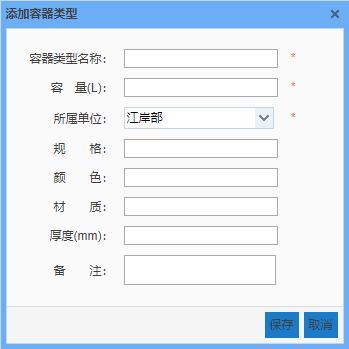 添加容器类型 ×
容器类型名称： *
容 量(L)： *
所属单位： 江岸部 *
规 格：
颜 色：
材 质：
厚度(mm)：
备 注：
保存 取消